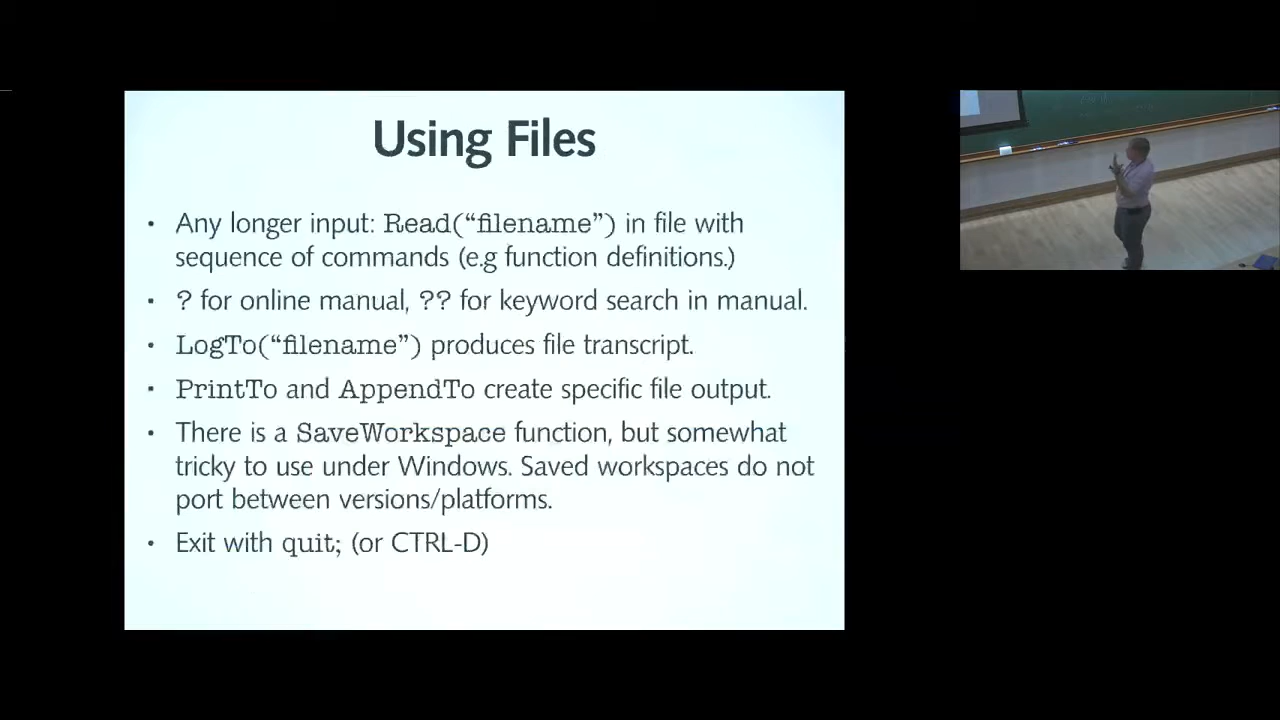 Using Files
• Any longer input: Read(“filename”) in file with
sequence of commands (e.g function definitions.)
• ? for online manual, ?? for keyword search in manual.
• LogTo(“filename”) produces file transcript.
• PrintTo and AppendTo create specific file output.
• There is a SaveWorkspace function, but somewhat
tricky to use under Windows. Saved workspaces do not
port between versions/platforms.
• Exit with quit; (or CTRL-D)